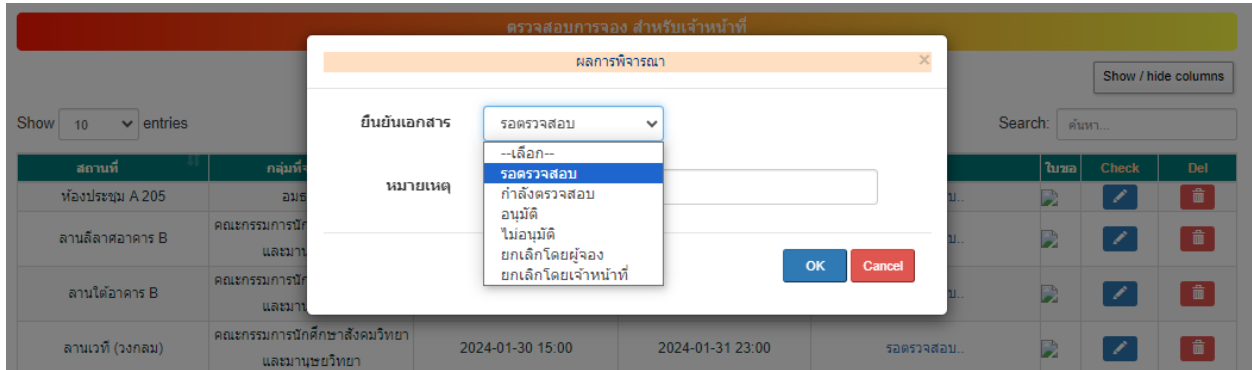 ตรวจสอบการจอง สำหรับเจ้าหน้าที่
ผลการพิจารณา ×
Show / hide columns
Show 10 entries
Search: ค้นหา...
ยืนยันเอกสาร รอตรวจสอบ
--เลือก--
รอตรวจสอบ
กำลังตรวจสอบ
อนุมัติ
ไม่อนุมัติ
ยกเลิกโดยผู้จอง
ยกเลิกโดยเจ้าหน้าที่
หมายเหตุ
OK Cancel
สถานที่ ใบขอ Check Del
ห้องประชุม A 205
ลานลีลาศอาคาร B
ลานใต้อาคาร B
ลานเวที (วงกลม) คณะกรรมการนักศึกษาสังคมวิทยา 2024-01-30 15:00 2024-01-31 23:00 รอตรวจสอบ..
และมานุษยวิทยา